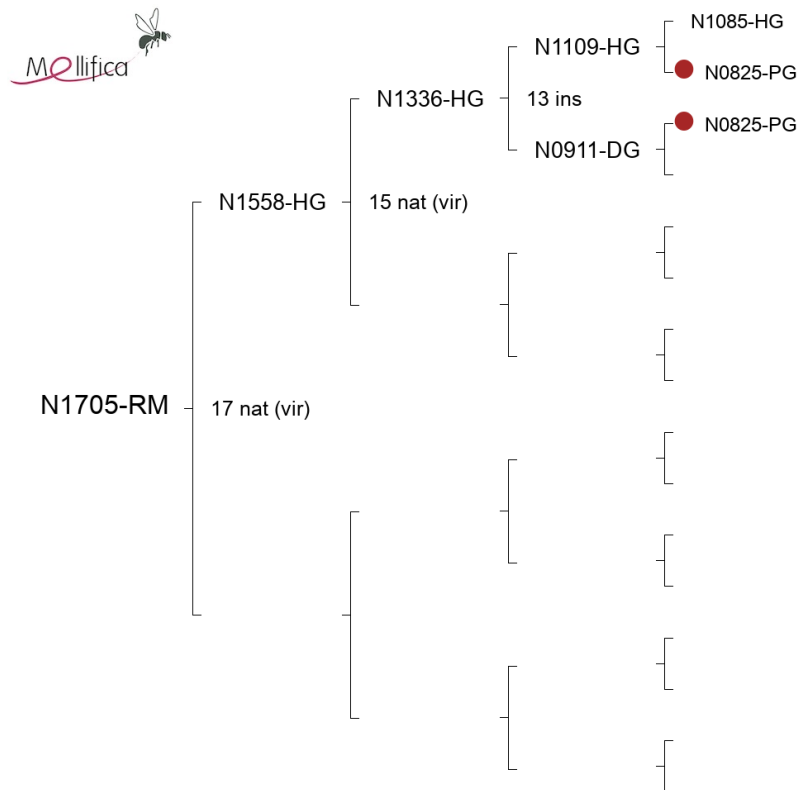 Mellifica
N1085-HG
N1109-HG
N0825-PG
N1336-HG
13 ins
N0825-PG
N0911-DG
N1558-HG
15 nat (vir)
N1705-RM
17 nat (vir)